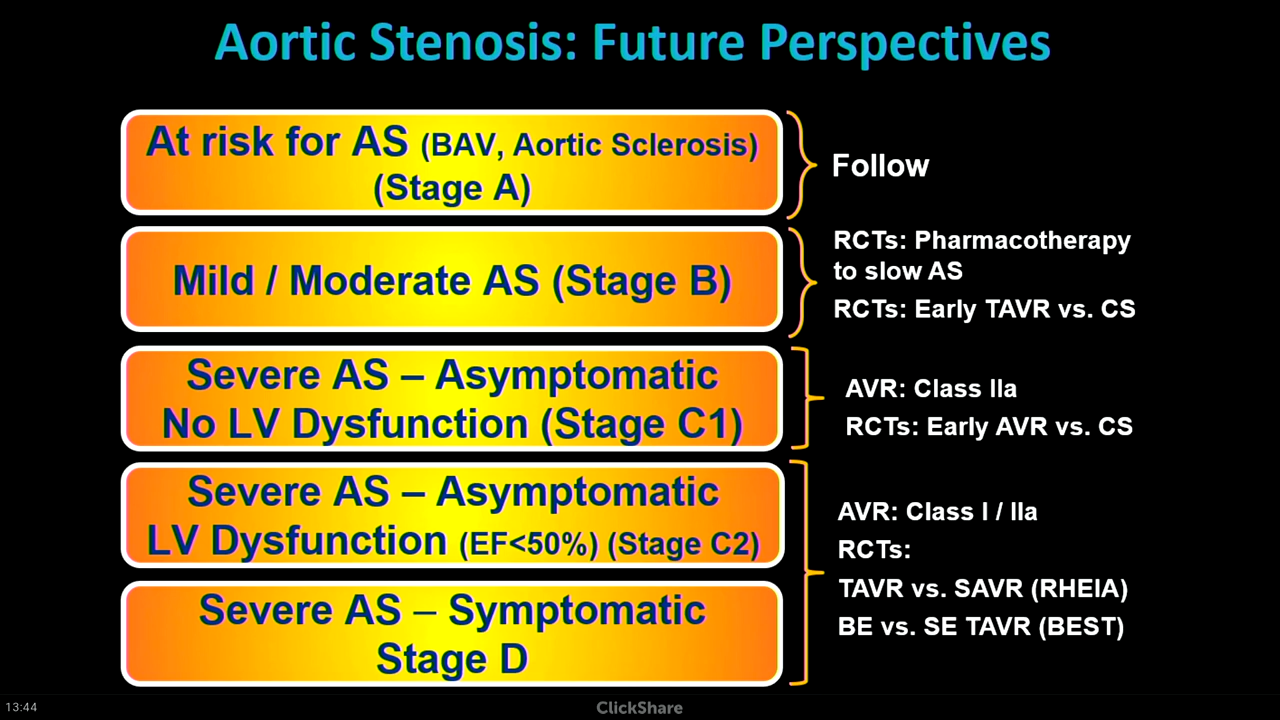 Aortic Stenosis: Future Perspectives
At risk for AS (BAV, Aortic Sclerosis)
(Stage A)
Follow
Mild / Moderate AS (Stage B)
RCTs: Pharmacotherapy
to slow AS
RCTs: Early TAVR vs. CS
Severe AS – Asymptomatic
No LV Dysfunction (Stage C1)
AVR: Class IIa
RCTs: Early AVR vs. CS
Severe AS – Asymptomatic
LV Dysfunction (EF<50%) (Stage C2)
Severe AS – Symptomatic
Stage D
AVR: Class I / IIa
RCTs:
TAVR vs. SAVR (RHEIA)
BE vs. SE TAVR (BEST)
13:44
ClickShare